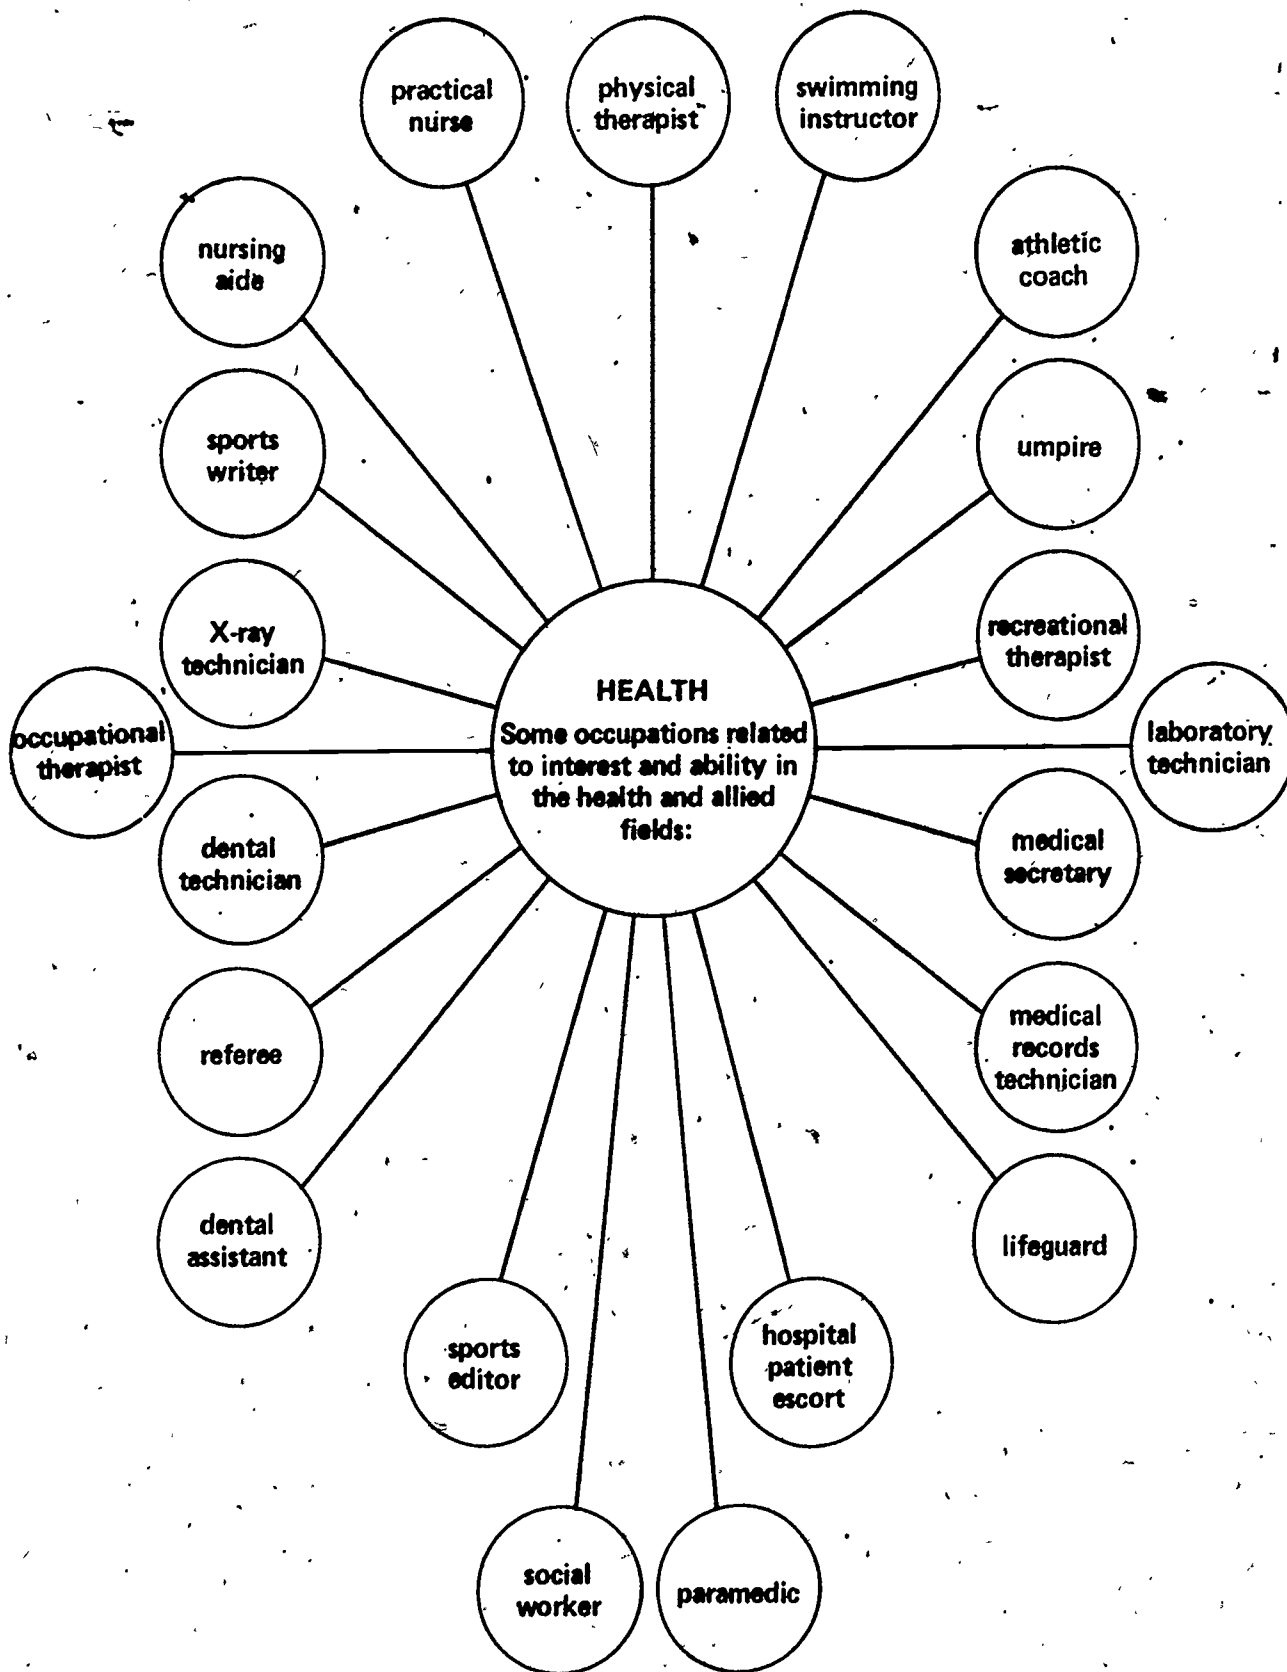 practical
nurse
physical
therapist
swimming
instructor
nursing
aide
athletic
coach
sports
writer
umpire
X-ray
technician
recreational
therapist
occupational
therapist
HEALTH
Some occupations related
to interest and ability in
the health and allied
fields:
laboratory
technician
dental
technician
medical
secretary
referee
medical
records
technician
dental
assistant
lifeguard
sports
editor
hospital
patient
escort
social
worker
paramedic